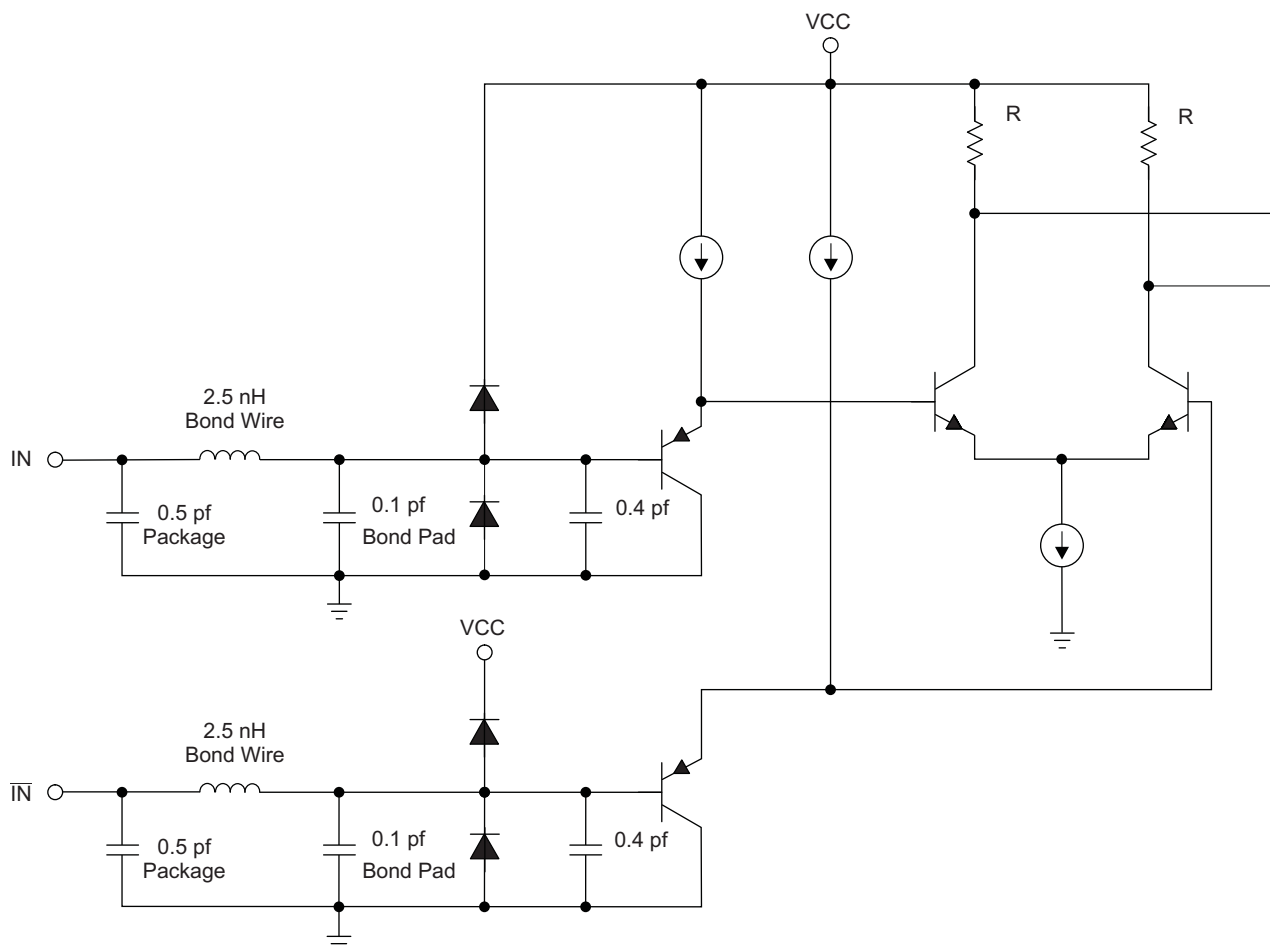 VCC
R
R
2.5 nH
Bond Wire
IN
0.5 pf
Package
0.1 pf
Bond Pad
0.4 pf
VCC
2.5 nH
Bond Wire
I̅N̅
0.5 pf
Package
0.1 pf
Bond Pad
0.4 pf